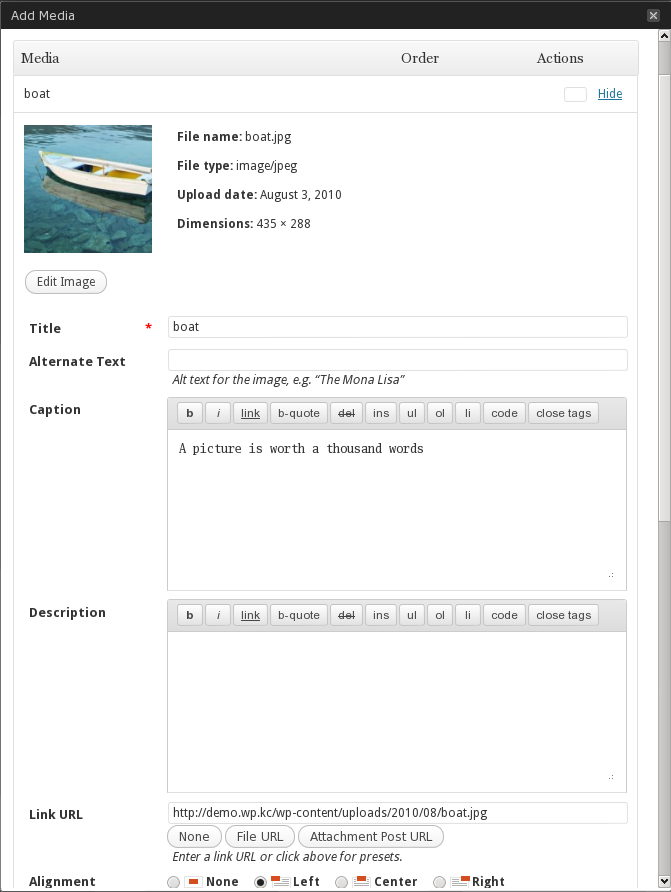 Add Media
Media Order Actions
boat Hide
File name: boat.jpg
File type: image/jpeg
Upload date: August 3, 2010
Dimensions: 435 × 288
Edit Image
Title * boat
Alternate Text
Alt text for the image, e.g. “The Mona Lisa”
Caption b i link b-quote del ins ul ol li code close tags
A picture is worth a thousand words
Description b i link b-quote del ins ul ol li code close tags
Link URL http://demo.wp.kc/wp-content/uploads/2010/08/boat.jpg
None File URL Attachment Post URL
Enter a link URL or click above for presets.
Alignment None Left Center Right